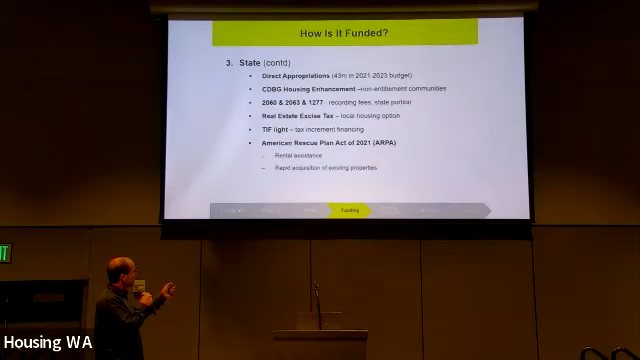 How Is It Funded?
3. State (contd)
• Direct Appropriations (43m in 2021-2023 budget)
• CDBG Housing Enhancement –non-entitlement communities
• 2060 & 2063 & 1277 - recording fees, state portion
• Real Estate Excise Tax – local housing option
• TIF light – tax increment financing
• American Rescue Plan Act of 2021 (ARPA)
– Rental assistance
– Rapid acquisition of existing properties
Funding
IT
Housing WA